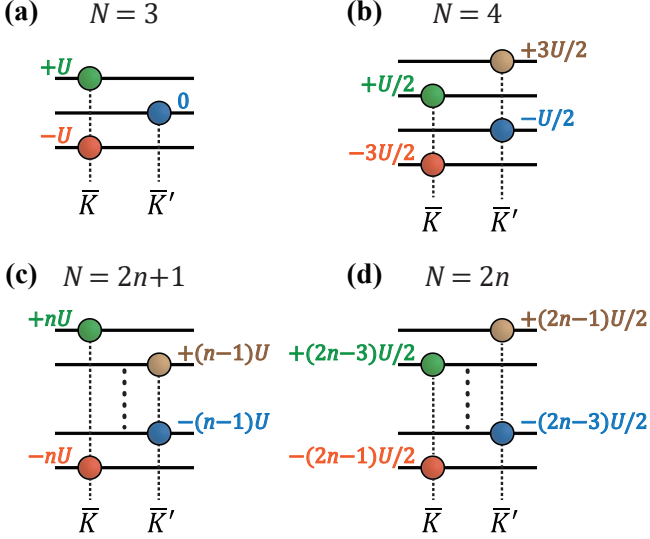 (a) N = 3
+U
0
−U
K̅ K̅′
(b) N = 4
+3U/2
+U/2
−U/2
−3U/2
K̅ K̅′
(c) N = 2n+1
+nU
+(n−1)U
−(n−1)U
−nU
K̅ K̅′
(d) N = 2n
+(2n−1)U/2
+(2n−3)U/2
−(2n−3)U/2
−(2n−1)U/2
K̅ K̅′